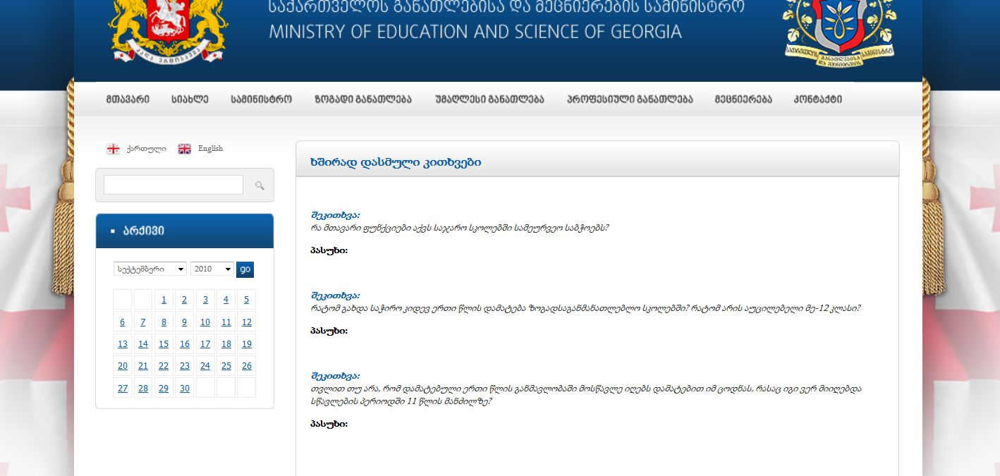 საქართველოს განათლებისა და მეცნიერების სამინისტრო
MINISTRY OF EDUCATION AND SCIENCE OF GEORGIA
მთავარი სიახლე სამინისტრო ზოგადი განათლება უმაღლესი განათლება პროფესიული განათლება მეცნიერება კონტაქტი
ქართული English
არქივი
სექტემბერი 2010 go
1 2 3 4 5
6 7 8 9 10 11 12
13 14 15 16 17 18 19
20 21 22 23 24 25 26
27 28 29 30
ხშირად დასმული კითხვები
შეკითხვა:
რა მთავარი ფუნქციები აქვს საჯარო სკოლებში სამეურვეო საბჭოებს?
პასუხი:
შეკითხვა:
რატომ გახდა საჭირო კიდევ ერთი წლის დამატება ზოგადსაგანმანათლებლო სკოლებში? რატომ არის აუცილებელი მე-12 კლასი?
პასუხი:
შეკითხვა:
თვლით თუ არა, რომ დამატებული ერთი წლის განმავლობაში მოსწავლე იღებს დამატებით იმ ცოდნას, რასაც იგი ვერ მიიღებდა
სწავლების პერიოდში 11 წლის მანძილზე?
პასუხი: